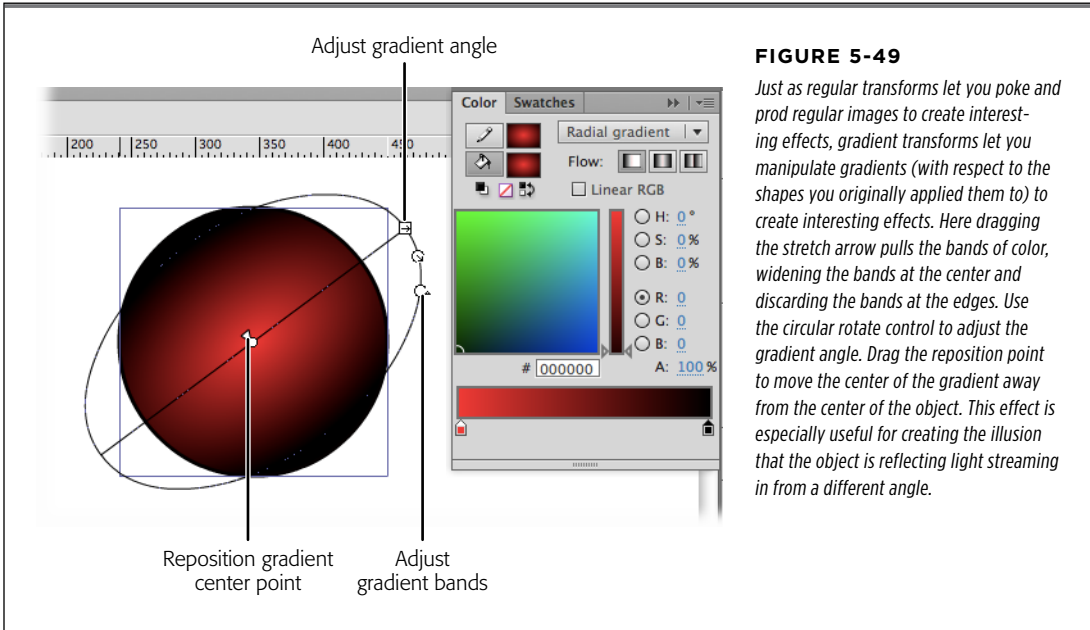 Adjust gradient angle
Color Swatches
200 250 300 350 400 450
Radial gradient
Flow:
Linear RGB
H: 0 °
S: 0 %
B: 0 %
R: 0
G: 0
B: 0
# 000000
A: 100 %
Reposition gradient
center point
Adjust
gradient bands
FIGURE 5-49
Just as regular transforms let you poke and
prod regular images to create interest-
ing effects, gradient transforms let you
manipulate gradients (with respect to the
shapes you originally applied them to) to
create interesting effects. Here dragging
the stretch arrow pulls the bands of color,
widening the bands at the center and
discarding the bands at the edges. Use
the circular rotate control to adjust the
gradient angle. Drag the reposition point
to move the center of the gradient away
from the center of the object. This effect is
especially useful for creating the illusion
that the object is reflecting light streaming
in from a different angle.